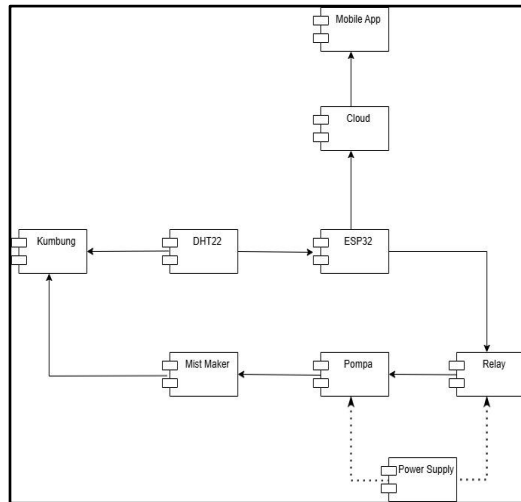 Mobile App
Cloud
Kumbung
DHT22
ESP32
Mist Maker
Pompa
Relay
Power Supply